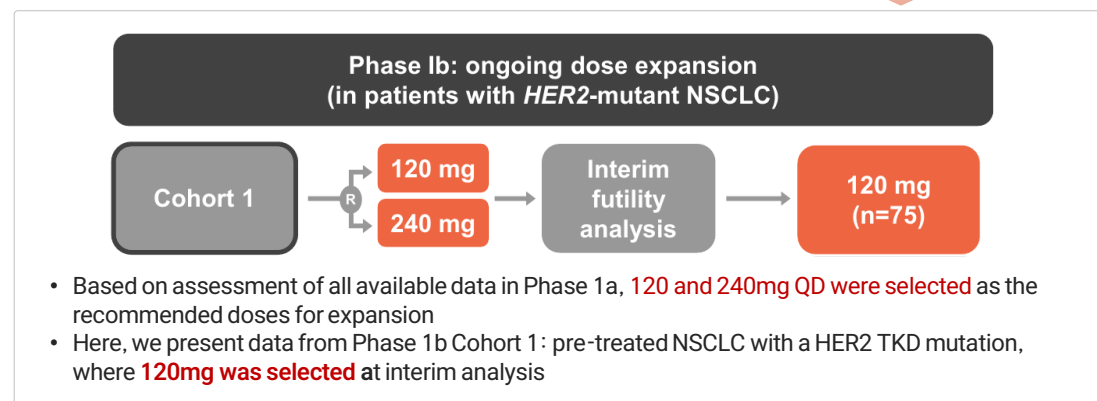 Phase Ib: ongoing dose expansion
(in patients with HER2-mutant NSCLC)
Cohort 1
R
120 mg
240 mg
Interim
futility
analysis
120 mg
(n=75)
• Based on assessment of all available data in Phase 1a, 120 and 240mg QD were selected as the
recommended doses for expansion
• Here, we present data from Phase 1b Cohort 1: pre-treated NSCLC with a HER2 TKD mutation,
where 120mg was selected at interim analysis